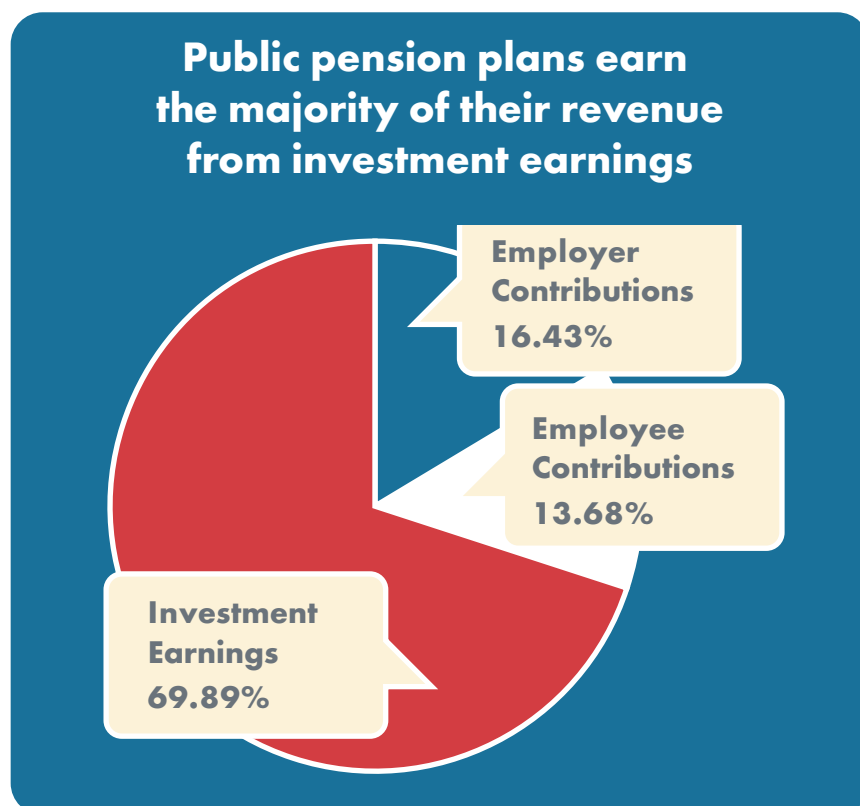 Public pension plans earn
the majority of their revenue
from investment earnings
Employer
Contributions
16.43%
Employee
Contributions
13.68%
Investment
Earnings
69.89%